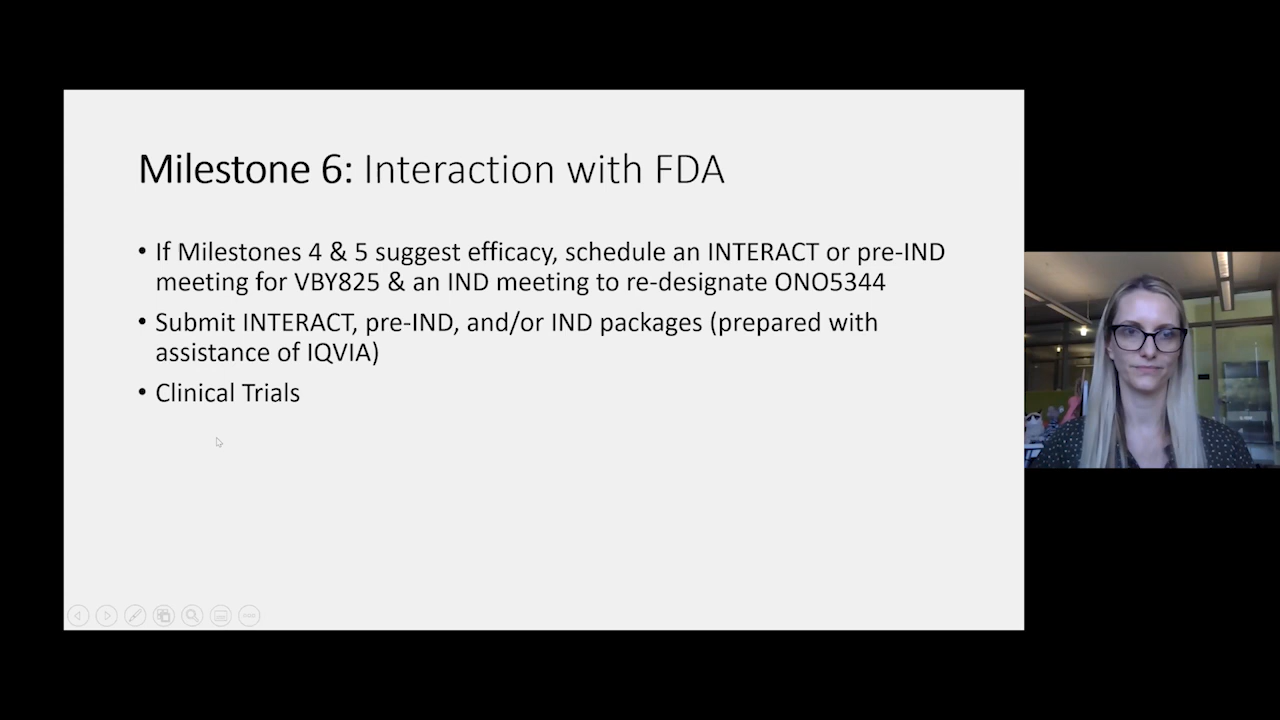 Milestone 6: Interaction with FDA
• If Milestones 4 & 5 suggest efficacy, schedule an INTERACT or pre-IND
meeting for VBY825 & an IND meeting to re-designate ONO5344
• Submit INTERACT, pre-IND, and/or IND packages (prepared with
assistance of IQVIA)
• Clinical Trials